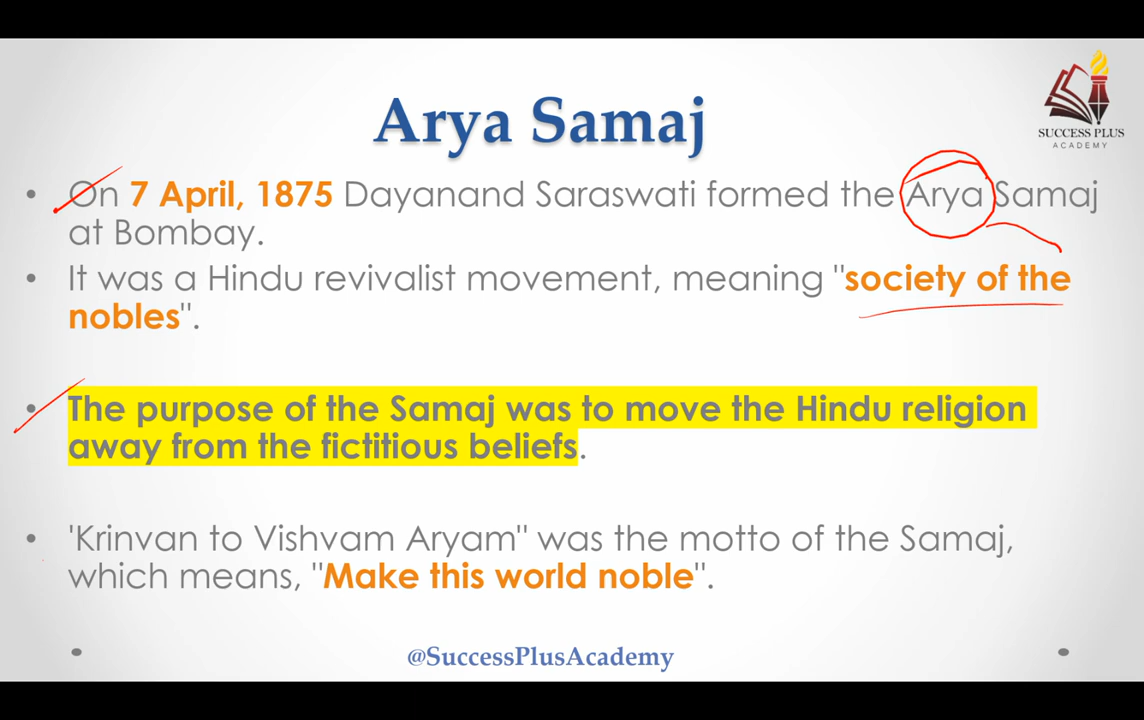 SUCCESS PLUS
ACADEMY
Arya Samaj
• On 7 April, 1875 Dayanand Saraswati formed the Arya Samaj
at Bombay.
• It was a Hindu revivalist movement, meaning "society of the
nobles".
• The purpose of the Samaj was to move the Hindu religion
away from the fictitious beliefs.
• 'Krinvan to Vishvam Aryam" was the motto of the Samaj,
which means, "Make this world noble".
@SuccessPlusAcademy